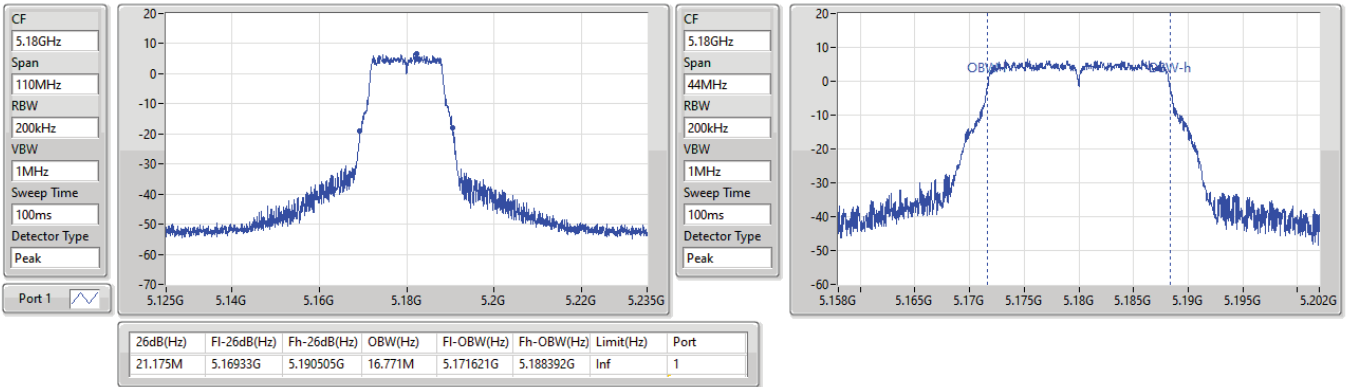 CF
5.18GHz
Span
110MHz
RBW
200kHz
VBW
1MHz
Sweep Time
100ms
Detector Type
Peak
Port 1
20
10
0
-10
-20
-30
-40
-50
-60
-70
5.125G 5.14G 5.16G 5.18G 5.2G 5.22G 5.235G
CF
5.18GHz
Span
44MHz
RBW
200kHz
VBW
1MHz
Sweep Time
100ms
Detector Type
Peak
20
10
0
-10
-20
-30
-40
-50
-60
5.158G 5.165G 5.17G 5.175G 5.18G 5.185G 5.19G 5.195G 5.202G
26dB(Hz) Fl-26dB(Hz) Fh-26dB(Hz) OBW(Hz) Fl-OBW(Hz) Fh-OBW(Hz) Limit(Hz) Port
21.175M 5.16933G 5.190505G 16.771M 5.171621G 5.188392G Inf 1